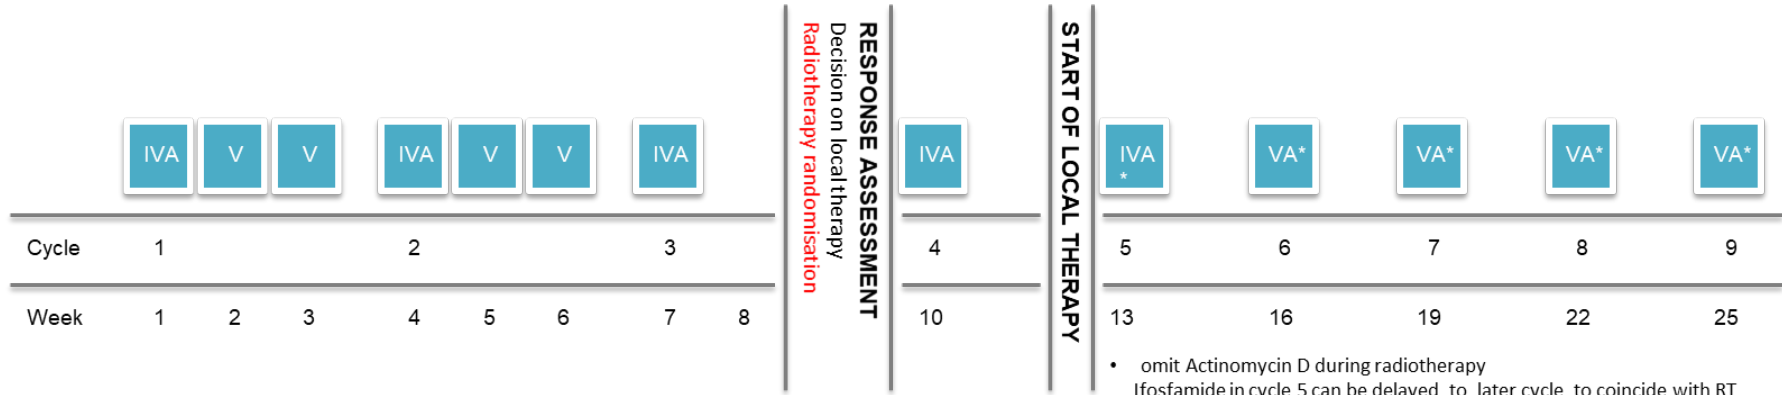 IVA V V IVA V V IVA
RESPONSE ASSESSMENT
Decision on local therapy
Radiotherapy randomisation
IVA
START OF LOCAL THERAPY
IVA
*
VA* VA* VA* VA*
Cycle 1 2 3 4 5 6 7 8 9
Week 1 2 3 4 5 6 7 8 10 13 16 19 22 25
• omit Actinomycin D during radiotherapy
Ifosfamide in cycle 5 can be delayed to later cycle to coincide with RT